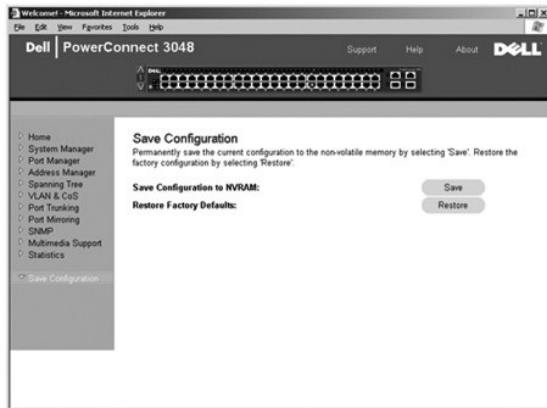 Welcome! - Microsoft Internet Explorer
File Edit View Favorites Tools Help
Dell | PowerConnect 3048
Support Help About DELL
Home
System Manager
Port Manager
Address Manager
Spanning Tree
VLAN & CoS
Port Trunking
Port Mirroring
SNMP
Multimedia Support
Statistics
Save Configuration
Save Configuration
Permanently save the current configuration to the non-volatile memory by selecting 'Save'. Restore the
factory configuration by selecting 'Restore'.
Save Configuration to NVRAM: Save
Restore Factory Defaults: Restore